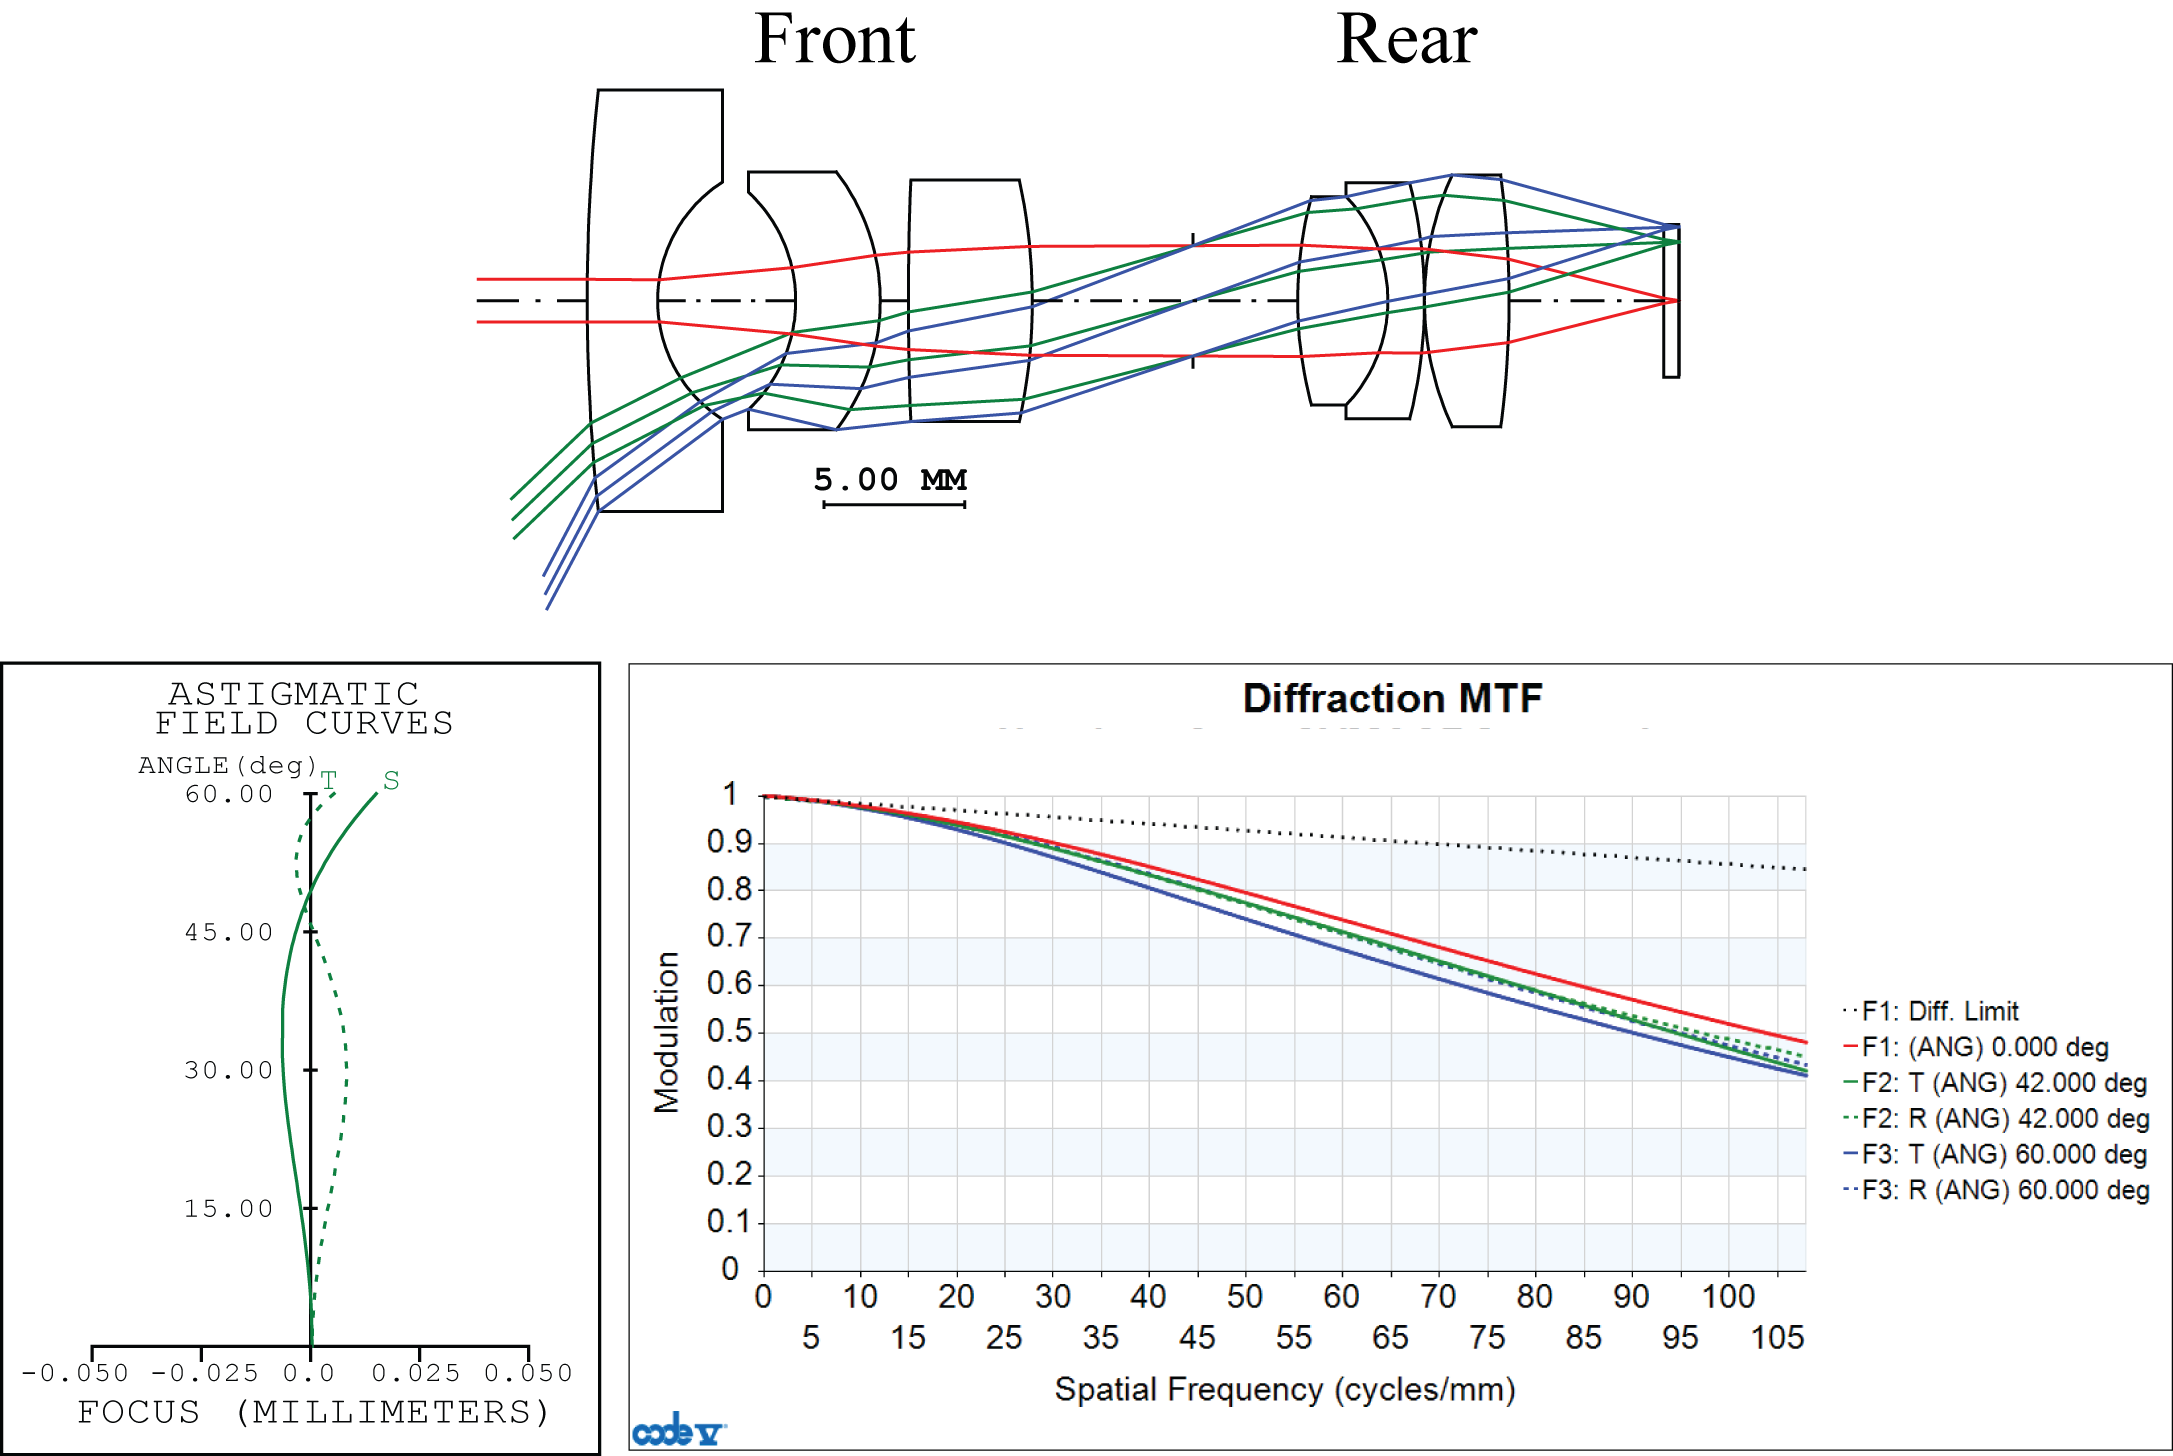 Front Rear
5.00 MM
ASTIGMATIC
FIELD CURVES
ANGLE(deg) T S
60.00
45.00
30.00
15.00
-0.050 -0.025 0.0 0.025 0.050
FOCUS (MILLIMETERS)
Diffraction MTF
1
0.9
0.8
0.7
0.6
0.5
0.4
0.3
0.2
0.1
0
Modulation
0 10 20 30 40 50 60 70 80 90 100
5 15 25 35 45 55 65 75 85 95 105
Spatial Frequency (cycles/mm)
F1: Diff. Limit
F1: (ANG) 0.000 deg
F2: T (ANG) 42.000 deg
F2: R (ANG) 42.000 deg
F3: T (ANG) 60.000 deg
F3: R (ANG) 60.000 deg
code V